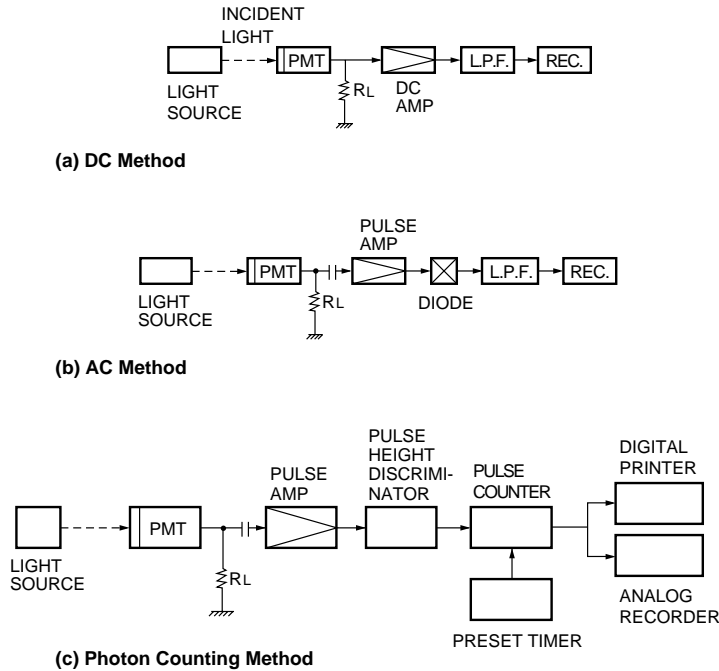 INCIDENT
LIGHT
PMT
L.P.F.
REC.
LIGHT
SOURCE
RL
DC
AMP
(a) DC Method
PULSE
AMP
PMT
L.P.F.
REC.
LIGHT
SOURCE
RL
DIODE
(b) AC Method
PULSE
HEIGHT
DISCRIMI-
NATOR
PULSE
AMP
PULSE
COUNTER
DIGITAL
PRINTER
PMT
LIGHT
SOURCE
RL
ANALOG
RECORDER
PRESET TIMER
(c) Photon Counting Method